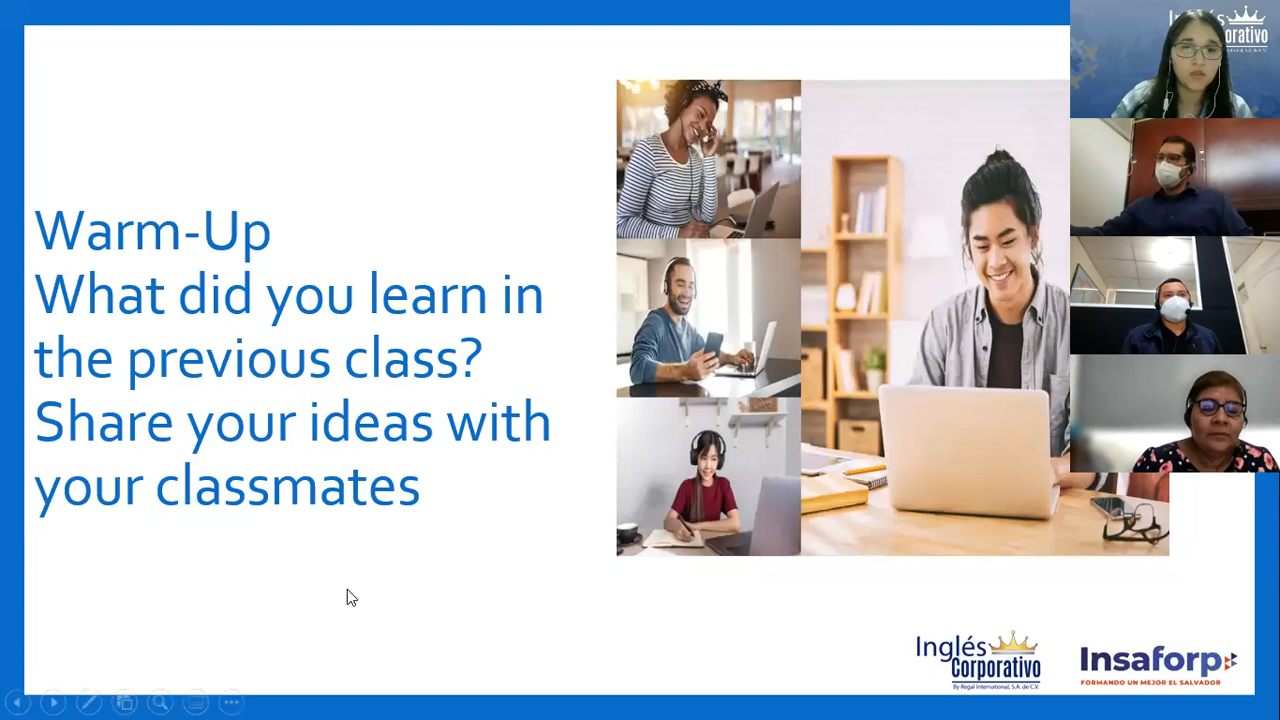 Warm-Up
What did you learn in
the previous class?
Share your ideas with
your classmates
Inglés
Corporativo
By Regal International, S.A. de C.V.
Insaforp
FORMANDO UN MEJOR EL SALVADOR